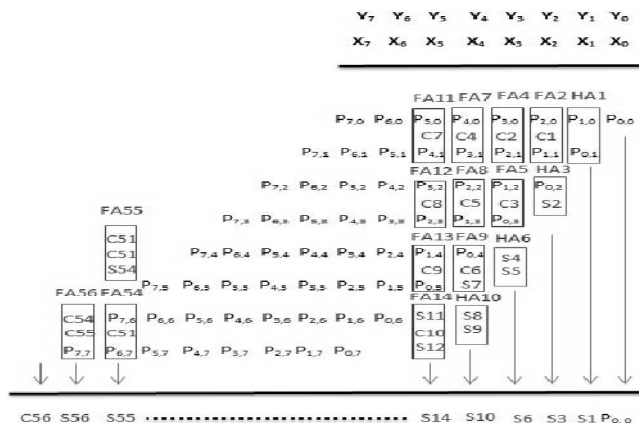 Y7 Y6 Y5 Y4 Y3 Y2 Y1 Y0
X7 X6 X5 X4 X3 X2 X1 X0
FA11 FA7 FA4 FA2 HA1
P7,0 P6,0 P5,0 P4,0 P3,0 P2,0 P1,0 P0,0
C7 C4 C2 C1
P7,1 P6,1 P5,1 P4,1 P3,1 P2,1 P1,1 P0,1
FA12 FA8 FA5 HA3
P7,2 P6,2 P5,2 P4,2 P3,2 P2,2 P1,2 P0,2
C8 C5 C3 S2
FA55
P7,3 P6,3 P5,3 P4,3 P3,3 P2,3 P1,3 P0,3
C51
FA13 FA9 HA6
C51
P7,4 P6,4 P5,4 P4,4 P3,4 P2,4 P1,4 P0,4 S4
S54
C9 C6 S5
P7,5 P6,5 P5,5 P4,5 P3,5 P2,5 P1,5 P0,5 S7
FA56 FA54 FA14 HA10
C54 P7,6 P6,6 P5,6 P4,6 P3,6 P2,6 P1,6 P0,6 S11 S8
C55 C51 C10 S9
P7,7 P6,7 P5,7 P4,7 P3,7 P2,7 P1,7 P0,7 S12
C56 S56 S55 S14 S10 S6 S3 S1 P0,0